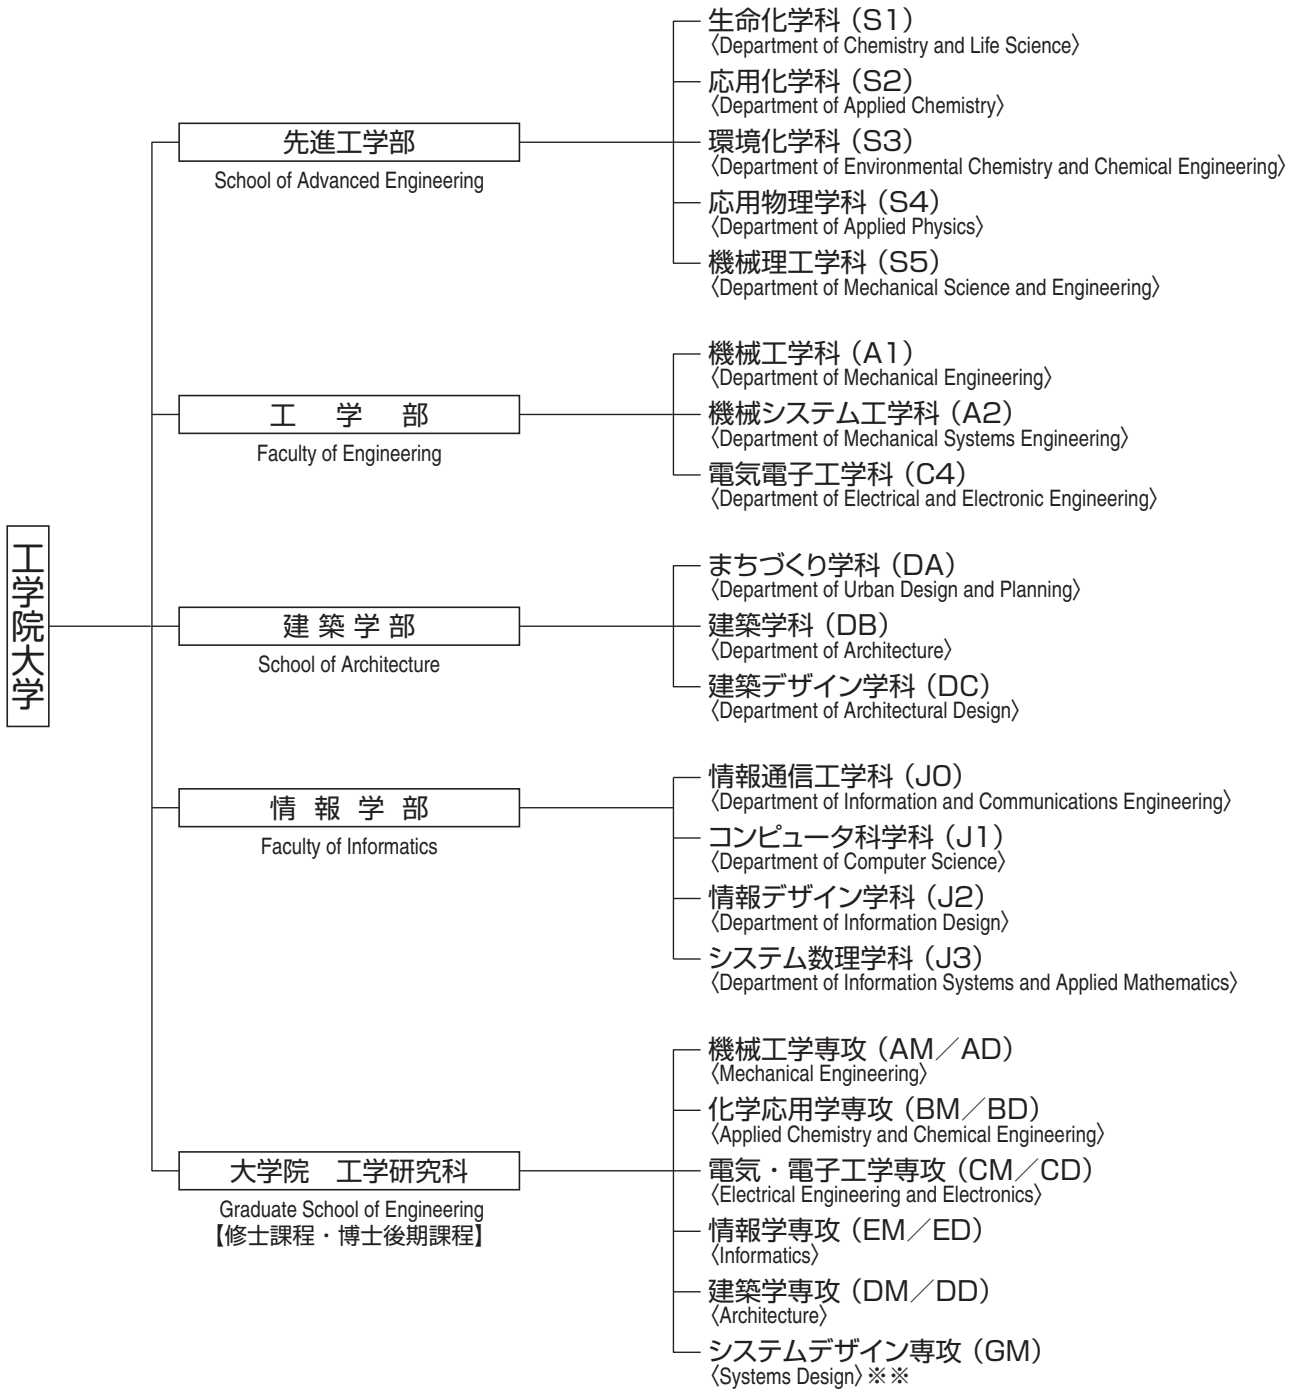 工学院大学
先進工学部
School of Advanced Engineering
生命化学科（S1）
〈Department of Chemistry and Life Science〉
応用化学科（S2）
〈Department of Applied Chemistry〉
環境化学科（S3）
〈Department of Environmental Chemistry and Chemical Engineering〉
応用物理学科（S4）
〈Department of Applied Physics〉
機械理工学科（S5）
〈Department of Mechanical Science and Engineering〉
工　学　部
Faculty of Engineering
機械工学科（A1）
〈Department of Mechanical Engineering〉
機械システム工学科（A2）
〈Department of Mechanical Systems Engineering〉
電気電子工学科（C4）
〈Department of Electrical and Electronic Engineering〉
建 築 学 部
School of Architecture
まちづくり学科（DA）
〈Department of Urban Design and Planning〉
建築学科（DB）
〈Department of Architecture〉
建築デザイン学科（DC）
〈Department of Architectural Design〉
情 報 学 部
Faculty of Informatics
情報通信工学科（J0）
〈Department of Information and Communications Engineering〉
コンピュータ科学科（J1）
〈Department of Computer Science〉
情報デザイン学科（J2）
〈Department of Information Design〉
システム数理学科（J3）
〈Department of Information Systems and Applied Mathematics〉
大学院　工学研究科
Graduate School of Engineering
【修士課程・博士後期課程】
機械工学専攻（AM／AD）
〈Mechanical Engineering〉
化学応用学専攻（BM／BD）
〈Applied Chemistry and Chemical Engineering〉
電気・電子工学専攻（CM／CD）
〈Electrical Engineering and Electronics〉
情報学専攻（EM／ED）
〈Informatics〉
建築学専攻（DM／DD）
〈Architecture〉
システムデザイン専攻（GM）
〈Systems Design〉※※